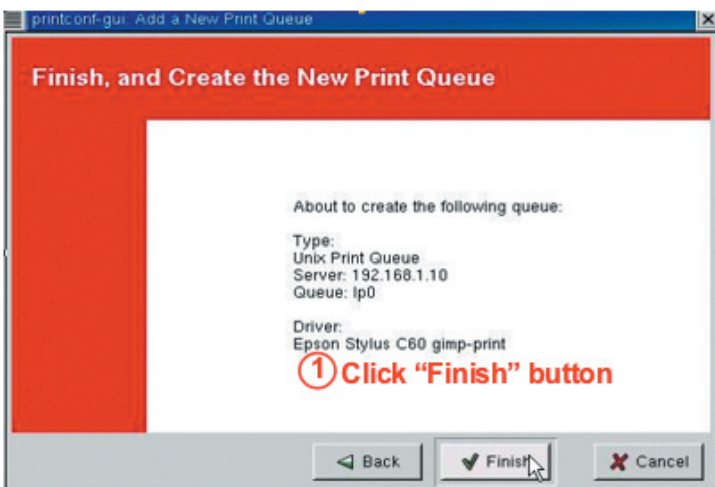 printconf-gui: Add a New Print Queue
Finish, and Create the New Print Queue
About to create the following queue:
Type:
Unix Print Queue
Server: 192.168.1.10
Queue: lp0
Driver:
Epson Stylus C60 gimp-print
1 Click “Finish” button
Back Finish Cancel